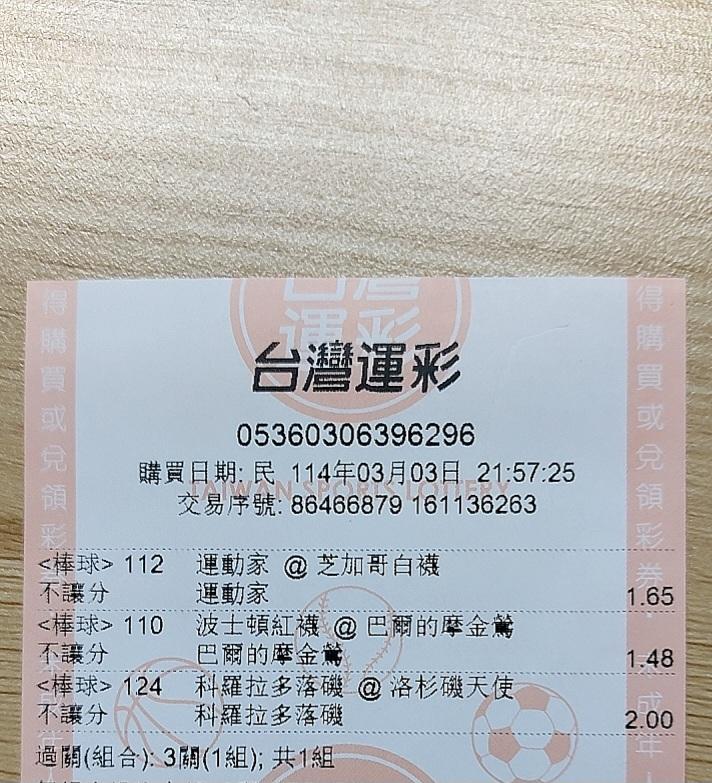 台灣運彩
05360306396296
購買日期: 民 114年03月03日 21:57:25
TAIWAN SPORTS LOTTERY
交易序號: 86466879 161136263
<棒球> 112 運動家 @ 芝加哥白襪
不讓分 運動家 1.65
<棒球> 110 波士頓紅襪 @ 巴爾的摩金鶯
不讓分 巴爾的摩金鶯 1.48
<棒球> 124 科羅拉多落磯 @ 洛杉磯天使
不讓分 科羅拉多落磯 2.00
過關(組合): 3關(1組); 共1組
得購買或兌領彩
得購買或兌領彩券．未成年